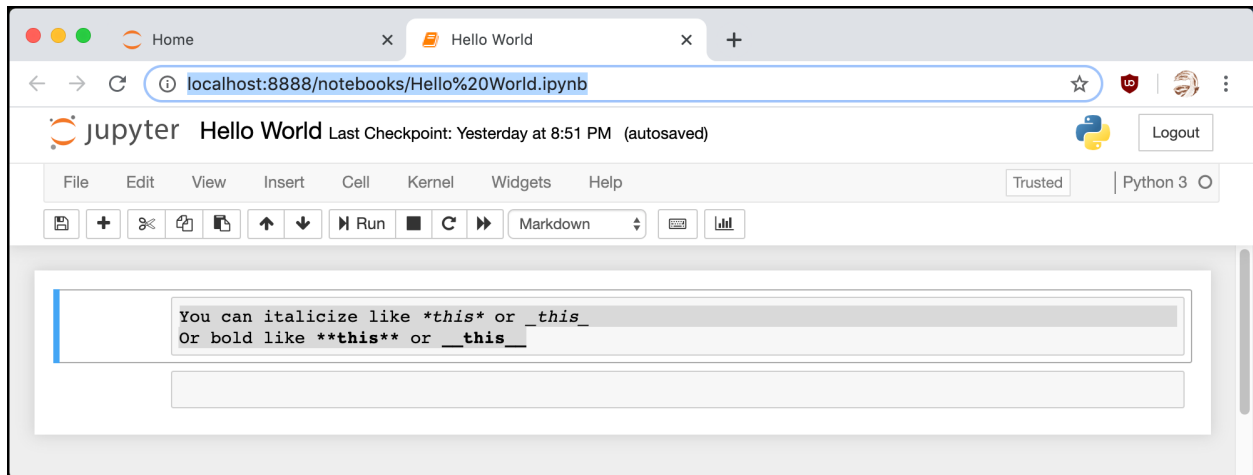 Home
Hello World
localhost:8888/notebooks/Hello%20World.ipynb
jupyter Hello World Last Checkpoint: Yesterday at 8:51 PM (autosaved)
Logout
File Edit View Insert Cell Kernel Widgets Help
Trusted Python 3
Run Markdown
You can italicize like *this* or _this_
Or bold like **this** or __this__